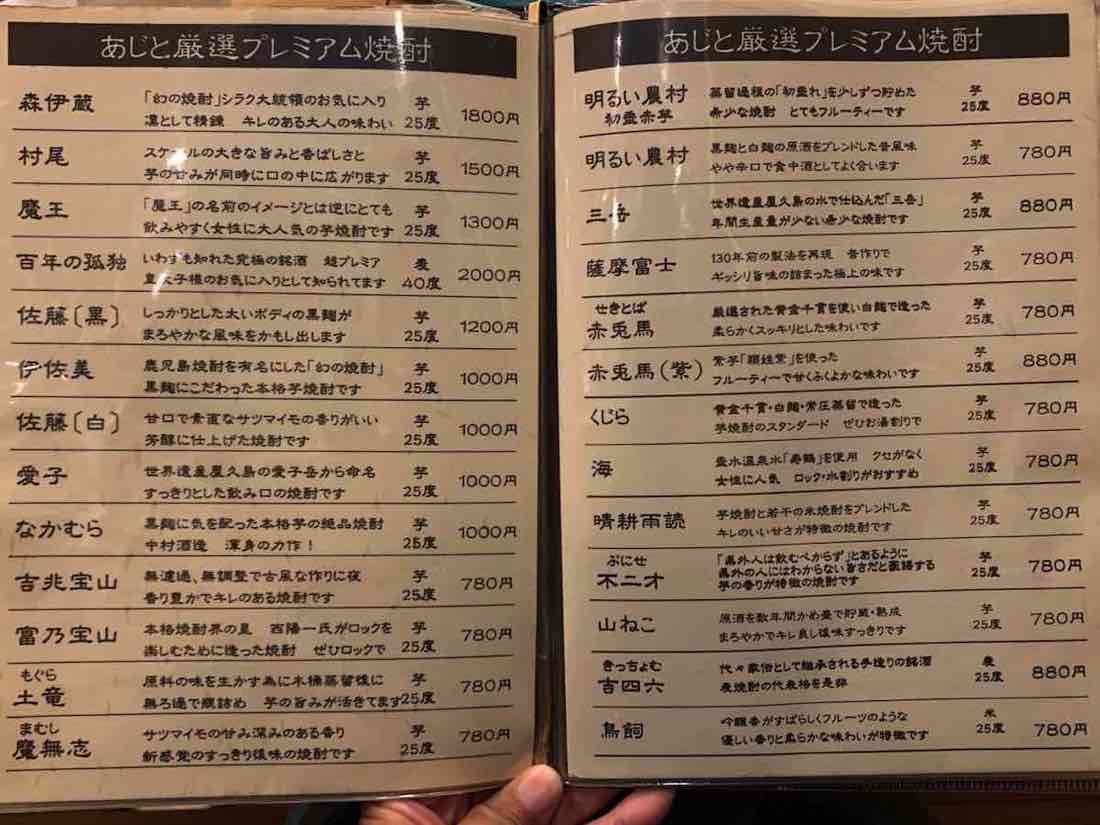 あじと厳選プレミアム焼酎
森伊蔵 「幻の焼酎」シラク大統領のお気に入り 芋
凛として精錬 キレのある大人の味わい 25度 1800円
村尾 スケールの大きな旨みと香ばしさと 芋
芋の甘みが同時に口の中に広がります 25度 1500円
魔王 「魔王」の名前のイメージとは逆にとても 芋
飲みやすく女性に大人気の芋焼酎です 25度 1300円
百年の孤独 いわずも知れた究極の銘酒 超プレミア 麦
皇太子様のお気に入りとして知られてます 40度 2000円
佐藤〔黒〕 しっかりとした太いボディの黒麹が 芋
まろやかな風味をかもし出します 25度 1200円
伊佐美 鹿児島焼酎を有名にした「幻の焼酎」 芋
黒麹にこだわった本格芋焼酎です 25度 1000円
佐藤〔白〕 甘口で素直なサツマイモの香りがいい 芋
芳醇に仕上げた焼酎です 25度 1000円
愛子 世界遺産屋久島の愛子岳から命名 芋
すっきりとした飲み口の焼酎です 25度 1000円
なかむら 黒麹に気を配った本格芋の絶品焼酎 芋
中村酒造 渾身の力作！ 25度 1000円
吉兆宝山 無濾過、無調整で古風な作りに夜 芋
香り豊かでキレのある焼酎です 25度 780円
富乃宝山 本格焼酎界の星 西陽一氏がロックを 芋
楽しむために造った焼酎 ぜひロックで 25度 780円
もぐら
土竜 原料の味を生かす為に木桶蒸留後に 芋
無ろ過で瓶詰め 芋の旨みが活きてます 25度 780円
まむし
魔無志 サツマイモの甘み深みのある香り 芋
新感覚のすっきり後味の焼酎です 25度 780円
あじと厳選プレミアム焼酎
明るい農村 蒸留過程の「初垂れ」を少しずつ貯めた 芋
初垂赤芋 希少な焼酎 とてもフルーティーです 25度 880円
明るい農村 黒麹と白麹の原酒をブレンドした昔風味 芋
やや辛口で食中酒としてよく合います 25度 780円
三岳 世界遺産屋久島の水で仕込んだ「三岳」 芋
年間生産量が少ない希少な焼酎です 25度 880円
薩摩富士 130年前の製法を再現 昔作りで 芋
ギッシリ旨味の詰まった極上の味です 25度 780円
せきとば
赤兎馬 厳選された黄金千貫を使い白麹で造った 芋
柔らかくスッキリとした味わいです 25度 780円
赤兎馬(紫) 紫芋「頴娃紫」を使った 芋
フルーティーで甘くふくよかな味わいです 25度 880円
くじら 黄金千貫・白麹・常圧蒸留で造った 芋
芋焼酎のスタンダード ぜひお湯割りで 25度 780円
海 垂水温泉水「寿鶴」を使用 クセがなく 芋
女性に人気 ロック・水割りがおすすめ 25度 780円
晴耕雨読 芋焼酎と若干の米焼酎をブレンドした 芋
キレのいい甘さが特徴の焼酎です 25度 780円
ぶにせ
不二才 「県外人は飲むべからず」とあるように 芋
県外の人にはわからない旨さだと豪語する
芋の香りが特徴の焼酎です 25度 780円
山ねこ 原酒を数年間かめ壺で貯蔵・熟成 芋
まろやかでキレ良し後味すっきりです 25度 780円
きっちょむ
吉四六 代々家伝として継承される手造りの銘酒 麦
麦焼酎の代表格を是非 25度 880円
鳥飼 吟醸香がすばらしくフルーツのような 米
優しい香りと柔らかな味わいが特徴です 25度 780円